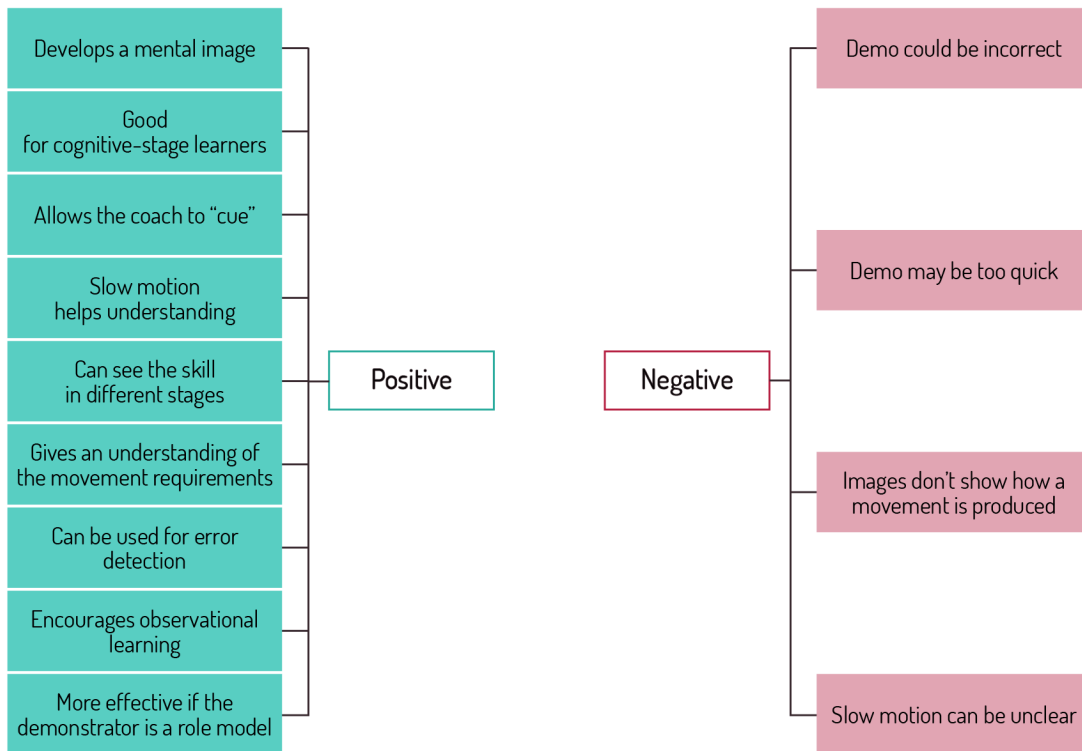 Develops a mental image
Good
for cognitive-stage learners
Allows the coach to “cue”
Slow motion
helps understanding
Can see the skill
in different stages
Gives an understanding of
the movement requirements
Can be used for error
detection
Encourages observational
learning
More effective if the
demonstrator is a role model
Positive
Negative
Demo could be incorrect
Demo may be too quick
Images don’t show how a
movement is produced
Slow motion can be unclear